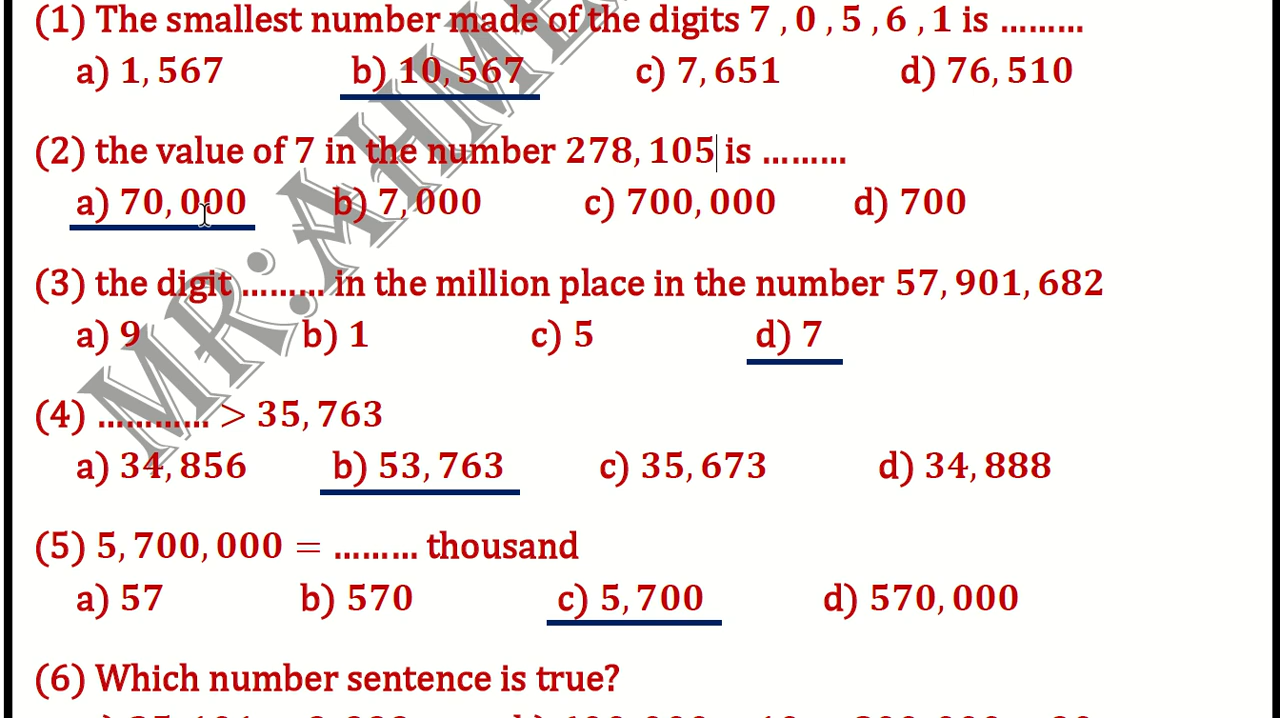 (1) The smallest number made of the digits 7 , 0 , 5 , 6 , 1 is .........
a) 1, 567 b) 10, 567 c) 7, 651 d) 76, 510
(2) the value of 7 in the number 278, 105 is .........
a) 70, 000 b) 7, 000 c) 700, 000 d) 700
(3) the digit ......... in the million place in the number 57, 901, 682
a) 9 b) 1 c) 5 d) 7
(4) ............ > 35, 763
a) 34, 856 b) 53, 763 c) 35, 673 d) 34, 888
(5) 5, 700, 000 = ......... thousand
a) 57 b) 570 c) 5, 700 d) 570, 000
(6) Which number sentence is true?
MR: AHME